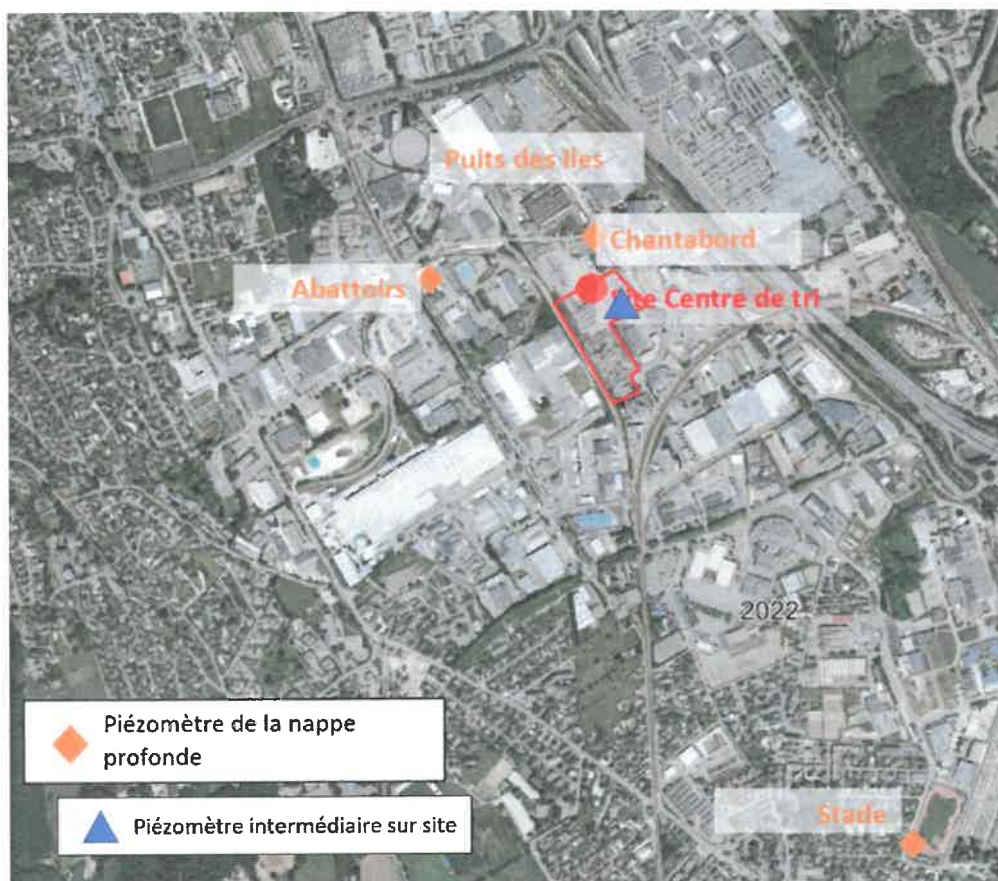 Puits des Iles
Chantabord
Abattoirs
Site Centre de tri
2022
Piézomètre de la nappe
profonde
Piézomètre intermédiaire sur site
Stade